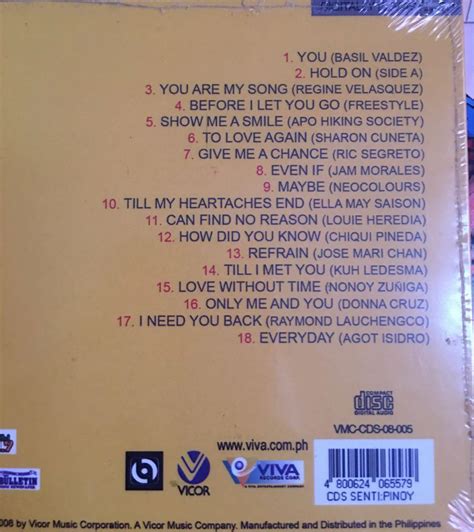 1. YOU (BASIL VALDEZ)
2. HOLD ON (SIDE A)
3. YOU ARE MY SONG (REGINE VELASQUEZ)
4. BEFORE I LET YOU GO (FREESTYLE)
5. SHOW ME A SMILE (APO HIKING SOCIETY)
6. TO LOVE AGAIN (SHARON CUNETA)
7. GIVE ME A CHANCE (RIC SEGRETO)
8. EVEN IF (JAM MORALES)
9. MAYBE (NEOCOLOURS)
10. TILL MY HEARTACHES END (ELLA MAY SAISON)
11. CAN FIND NO REASON (LOUIE HEREDIA)
12. HOW DID YOU KNOW (CHIQUI PINEDA)
13. REFRAIN (JOSE MARI CHAN)
14. TILL I MET YOU (KUH LEDESMA)
15. LOVE WITHOUT TIME (NONOY ZUÑIGA)
16. ONLY ME AND YOU (DONNA CRUZ)
17. I NEED YOU BACK (RAYMOND LAUCHENGCO)
18. EVERYDAY (AGOT ISIDRO)
COMPACT
disc
DIGITAL AUDIO
VMC-CDS-08-005
www.viva.com.ph
BULLETIN
VICOR
VIVA
RECORDS CORP.
4 800624 065579
CDS SENTI:PINOY
008 by Vicor Music Corporation. A Vicor Music Company. Manufactured and Distributed in the Philippines